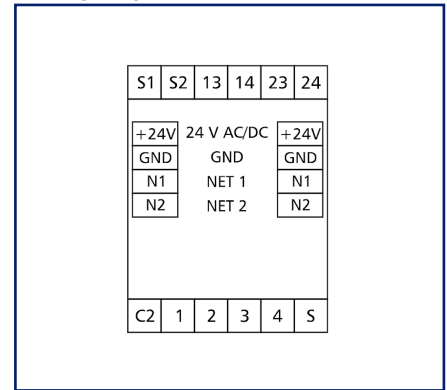 S1 S2 13 14 23 24
+24V 24 V AC/DC +24V
GND GND GND
N1 NET 1 N1
N2 NET 2 N2
C2 1 2 3 4 S